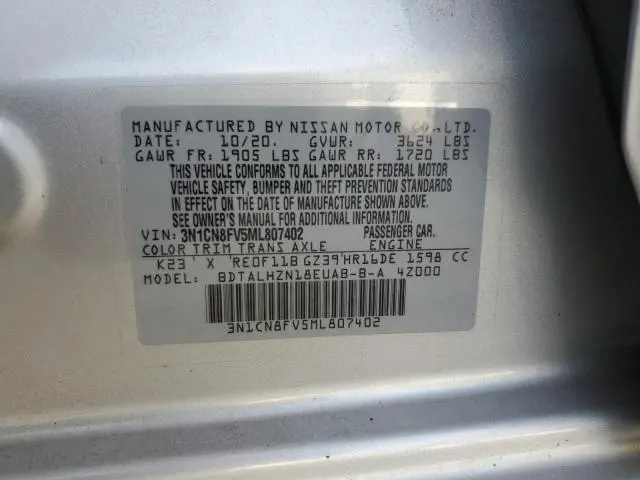 MANUFACTURED BY NISSAN MOTOR CO., LTD.
DATE: 10/20. GVWR: 3624 LBS
GAWR FR: 1905 LBS GAWR RR: 1720 LBS
THIS VEHICLE CONFORMS TO ALL APPLICABLE FEDERAL MOTOR
VEHICLE SAFETY, BUMPER AND THEFT PREVENTION STANDARDS
IN EFFECT ON THE DATE OF MANUFACTURE SHOWN ABOVE.
SEE OWNER'S MANUAL FOR ADDITIONAL INFORMATION.
VIN: 3N1CN8FV5ML807402 PASSENGER CAR.
COLOR TRIM TRANS AXLE ENGINE
K23 X RE0F11B GZ39 HR16DE 1598 CC
MODEL: BDTALHZN18EUAB-B-A 4Z000
3N1CN8FV5ML807402